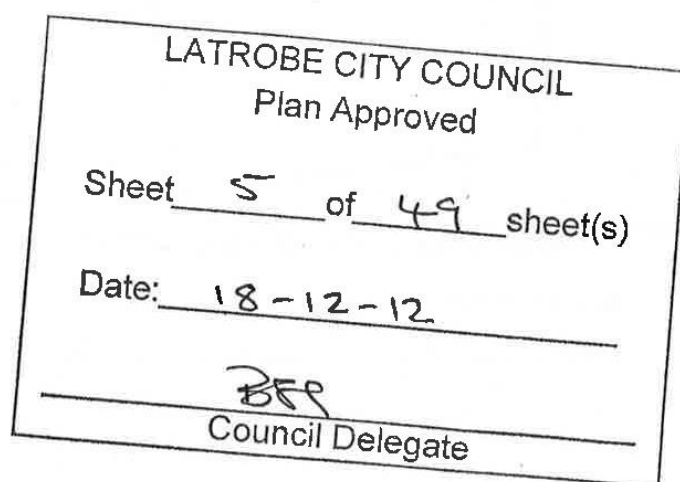 LATROBE CITY COUNCIL
Plan Approved
Sheet 5 of 49 sheet(s)
Date: 18-12-12
Council Delegate